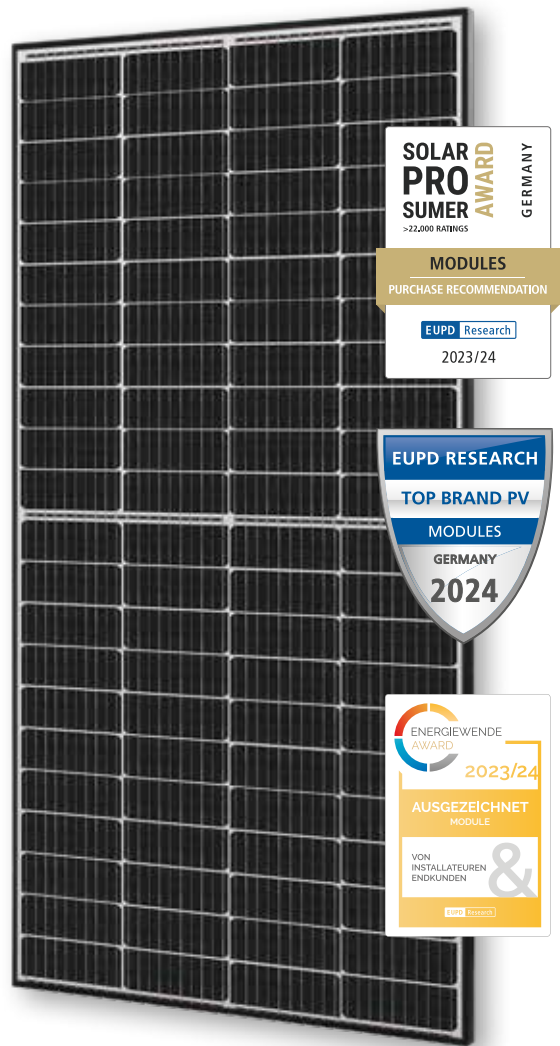 SOLAR
PRO
SUMER
>22.000 RATINGS
AWARD
GERMANY
MODULES
PURCHASE RECOMMENDATION
EUPD Research
2023/24
EUPD RESEARCH
TOP BRAND PV
MODULES
GERMANY
2024
ENERGIEWENDE
AWARD
2023/24
AUSGEZEICHNET
MODULE
VON
INSTALLATEUREN
&
ENDKUNDEN
EUPD Research